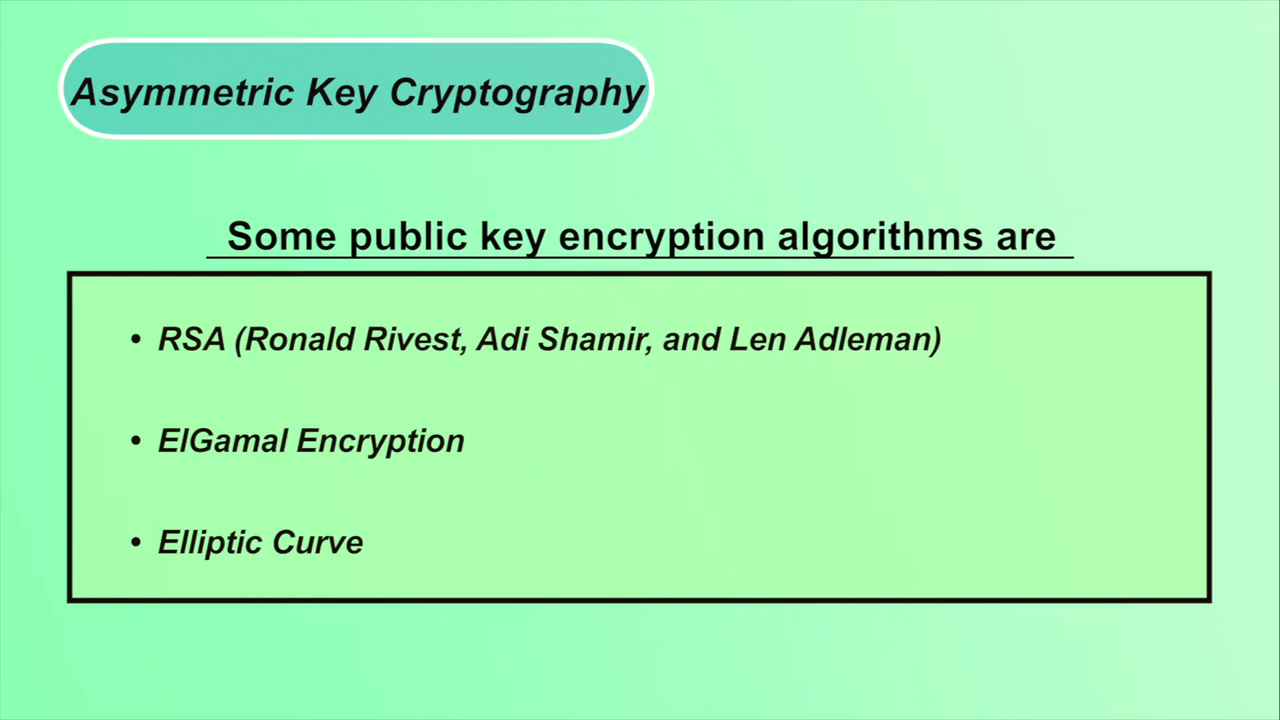 Asymmetric Key Cryptography
Some public key encryption algorithms are
• RSA (Ronald Rivest, Adi Shamir, and Len Adleman)
• ElGamal Encryption
• Elliptic Curve